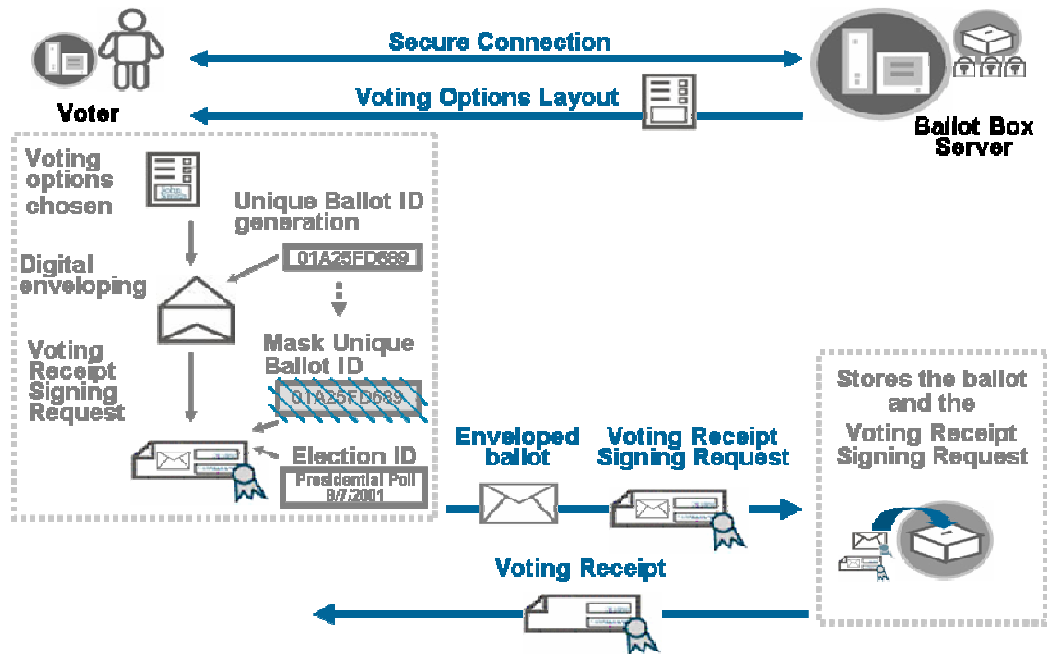 Secure Connection
Voting Options Layout
Voter
Ballot Box
Server
Voting
options
chosen
Unique Ballot ID
generation
01A25FD689
Digital
enveloping
Mask Unique
Ballot ID
01A25FD689
Voting
Receipt
Signing
Request
Election ID
Presidential Poll
8/7/2001
Enveloped
ballot
Voting Receipt
Signing Request
Stores the ballot
and the
Voting Receipt
Signing Request
Voting Receipt